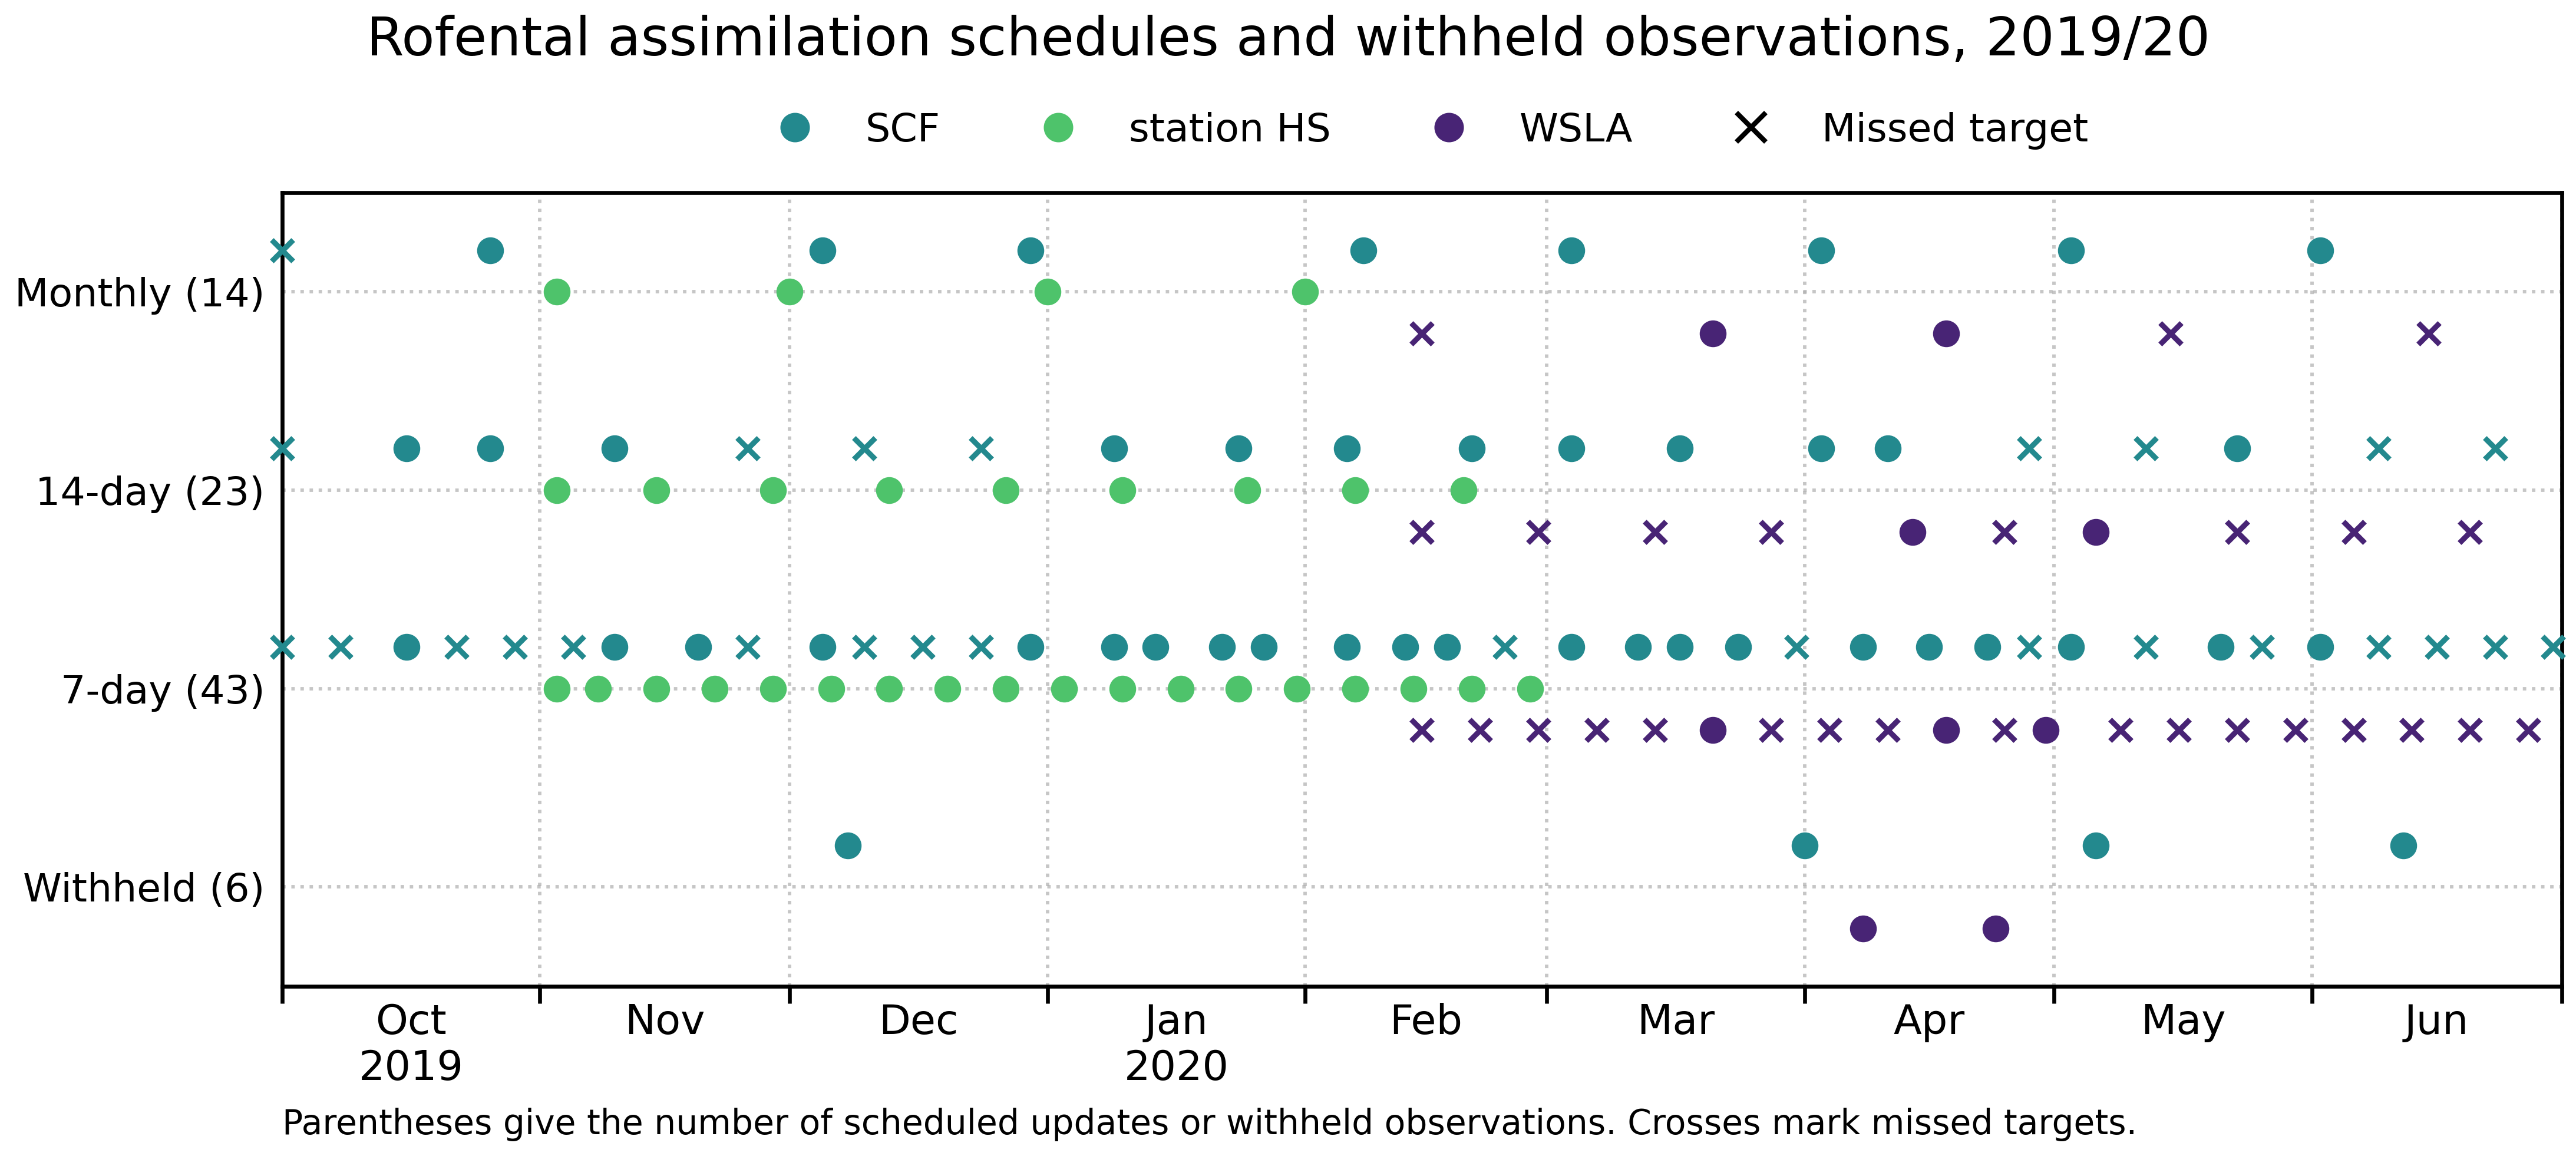 Rofental assimilation schedules and withheld observations, 2019/20
SCF station HS WSLA Missed target
Monthly (14)
14-day (23)
7-day (43)
Withheld (6)
Oct Nov Dec Jan Feb Mar Apr May Jun
2019 2020
Parentheses give the number of scheduled updates or withheld observations. Crosses mark missed targets.